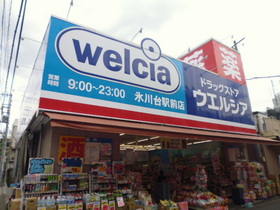 welcia
営業時間 9:00~23:00 氷川台駅前店
薬
ドラッグストア
ウエルシア
酒